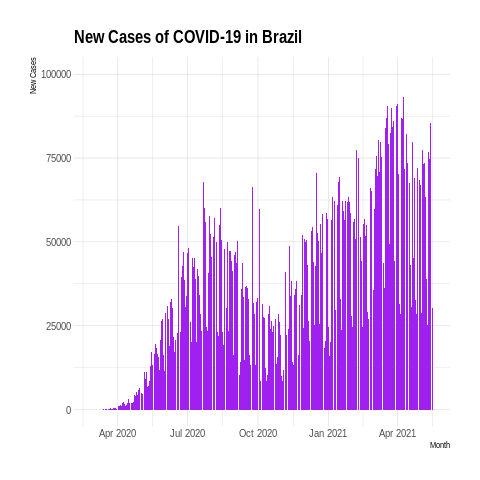 New Cases of COVID-19 in Brazil
New Cases
100000
75000
50000
25000
0
Apr 2020 Jul 2020 Oct 2020 Jan 2021 Apr 2021
Month